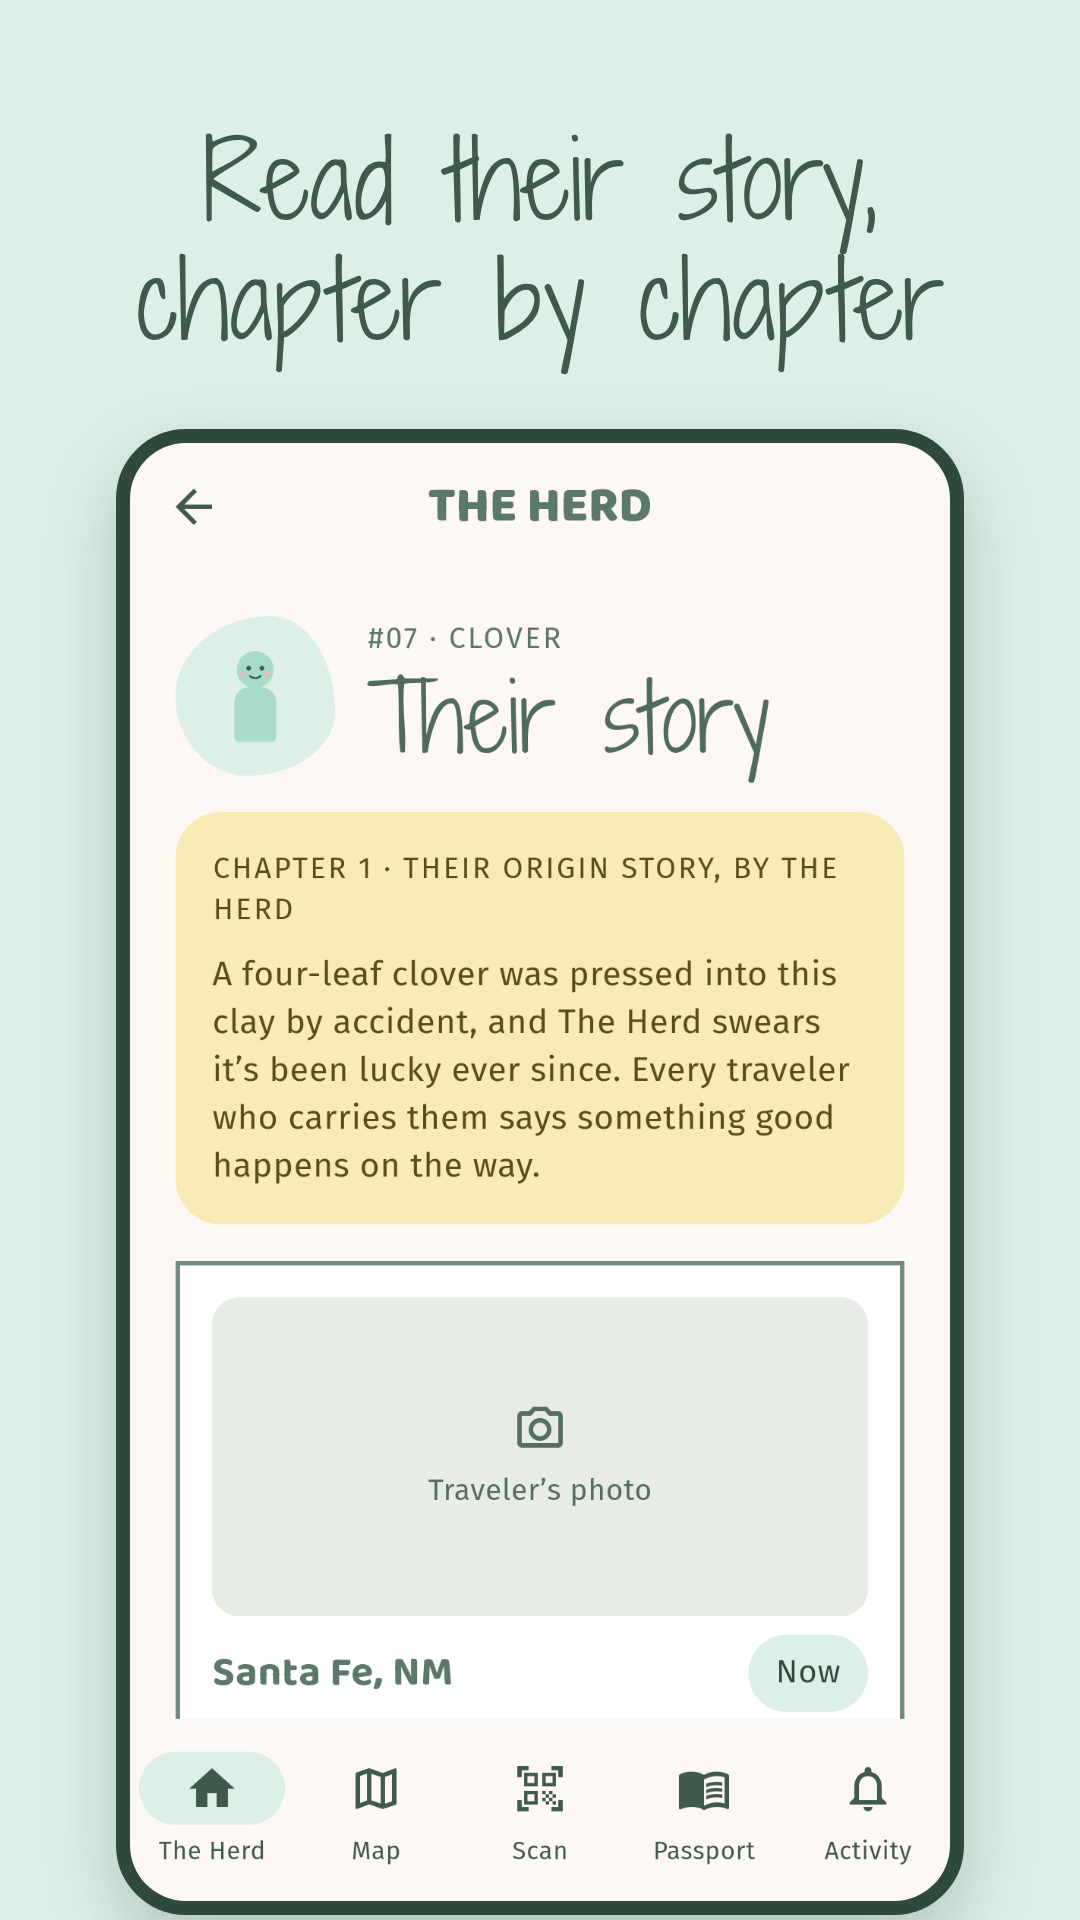 Read their story,
chapter by chapter
THE HERD
#07 · CLOVER
Their story
CHAPTER 1 · THEIR ORIGIN STORY, BY THE
HERD
A four-leaf clover was pressed into this
clay by accident, and The Herd swears
it’s been lucky ever since. Every traveler
who carries them says something good
happens on the way.
Traveler’s photo
Santa Fe, NM
Now
The Herd
Map
Scan
Passport
Activity